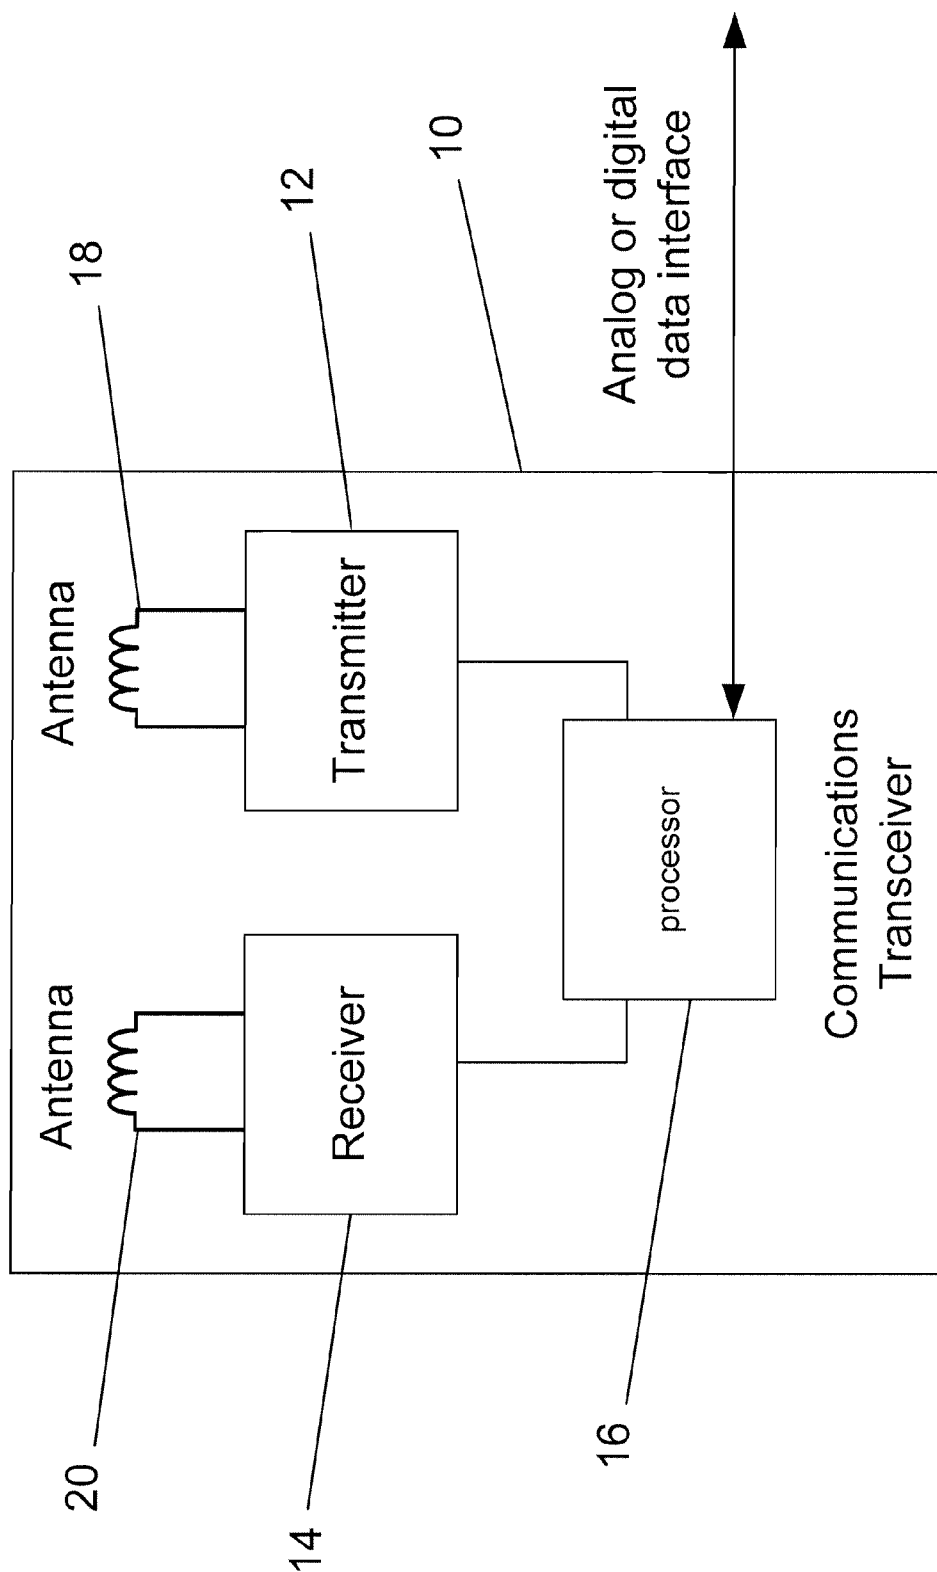 20
18
Antenna
Antenna
14
12
Receiver
Transmitter
10
16
processor
Analog or digital
data interface
Communications
Transceiver